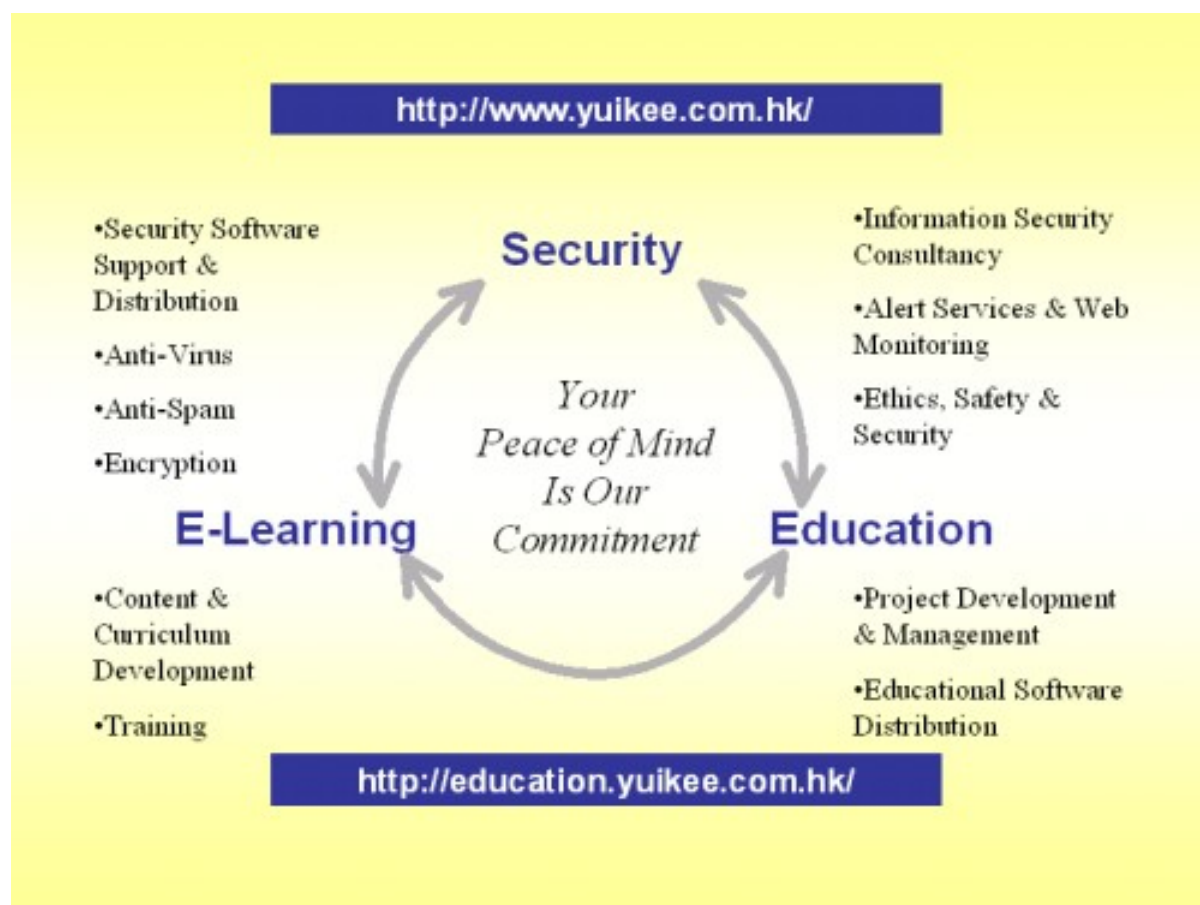 http://www.yuikee.com.hk/
•Security Software
Support &
Distribution
•Anti-Virus
•Anti-Spam
•Encryption
Security
•Information Security
Consultancy
•Alert Services & Web
Monitoring
•Ethics, Safety &
Security
Your
Peace of Mind
Is Our
Commitment
E-Learning
Education
•Content &
Curriculum
Development
•Training
•Project Development
& Management
•Educational Software
Distribution
http://education.yuikee.com.hk/